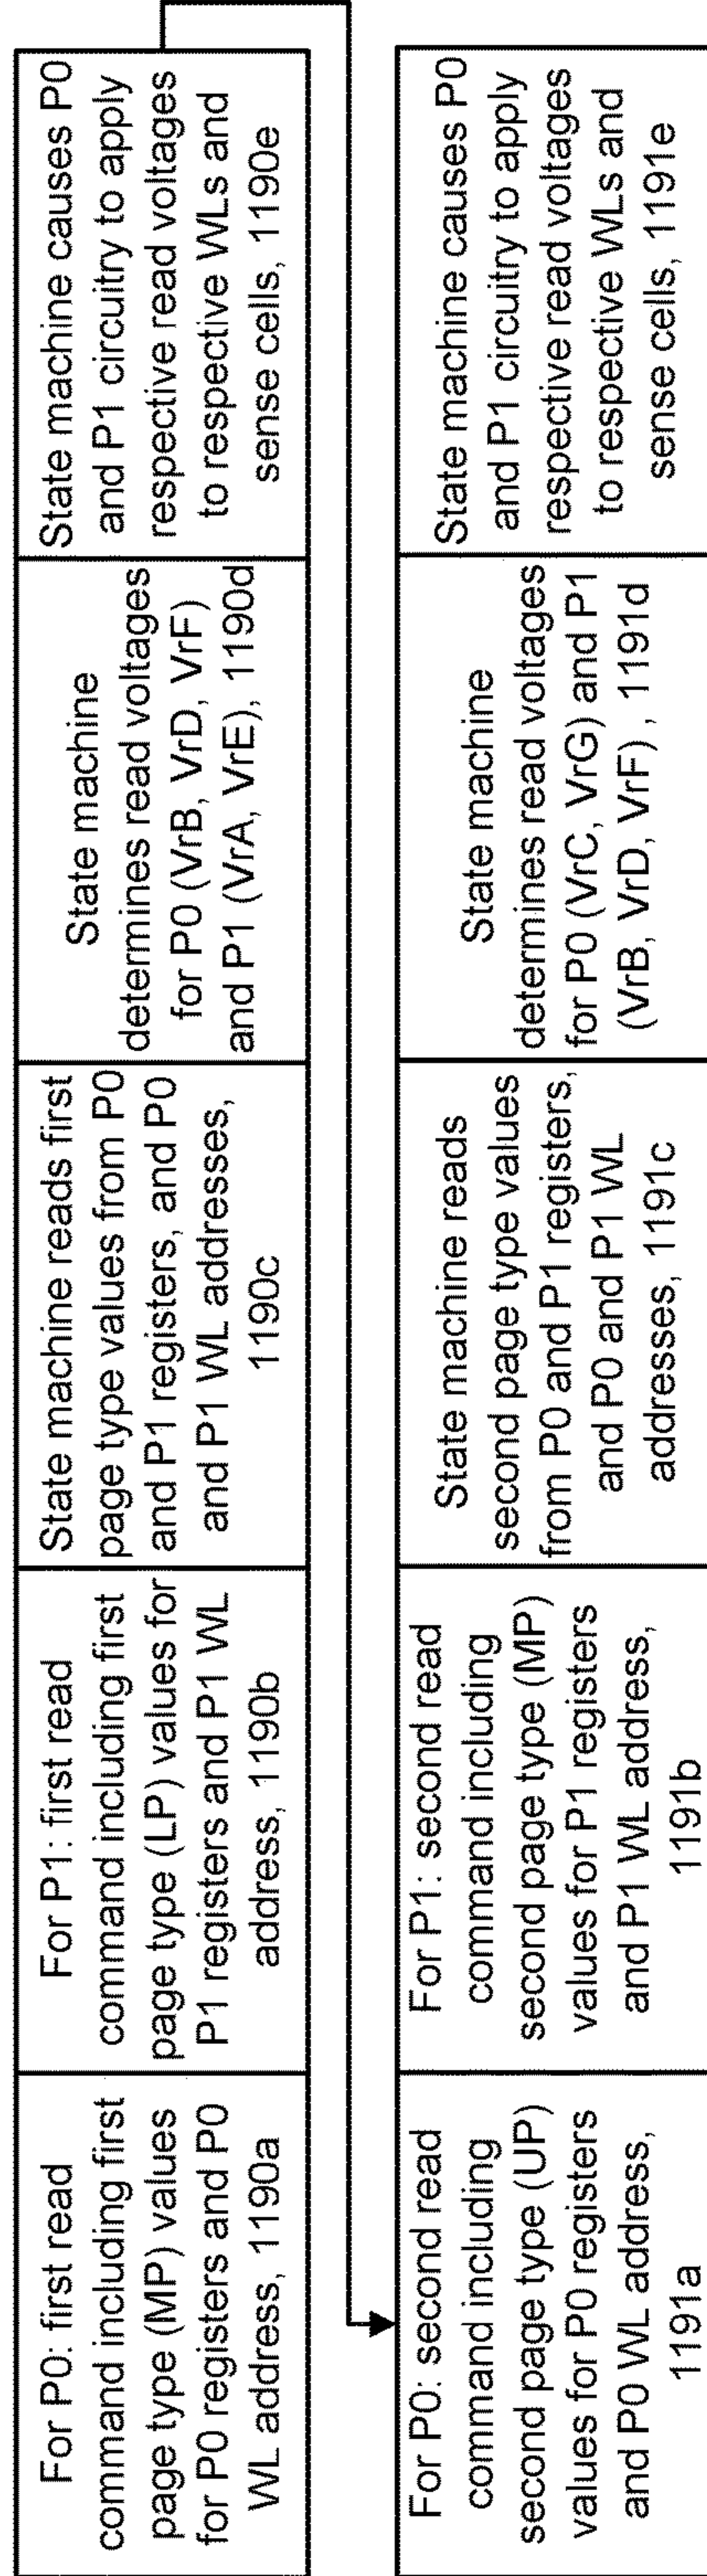 For P0: first read
command including first
page type (MP) values
for P0 registers and P0
WL address, 1190a
For P1: first read
command including first
page type (LP) values for
P1 registers and P1 WL
address, 1190b
State machine reads first
page type values from P0
and P1 registers, and P0
and P1 WL addresses,
1190c
State machine
determines read voltages
for P0 (VrB, VrD, VrF)
and P1 (VrA, VrE), 1190d
State machine causes P0
and P1 circuitry to apply
respective read voltages
to respective WLs and
sense cells, 1190e
For P0: second read
command including
second page type (UP)
values for P0 registers
and P0 WL address,
1191a
For P1: second read
command including
second page type (MP)
values for P1 registers
and P1 WL address,
1191b
State machine reads
second page type values
from P0 and P1 registers,
and P0 and P1 WL
addresses, 1191c
State machine
determines read voltages
for P0 (VrC, VrG) and P1
(VrB, VrD, VrF) , 1191d
State machine causes P0
and P1 circuitry to apply
respective read voltages
to respective WLs and
sense cells, 1191e